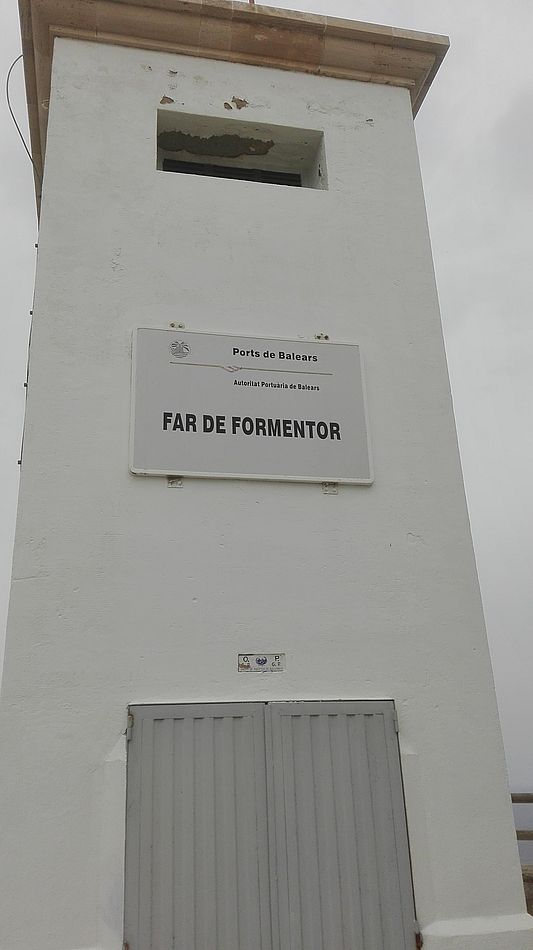 Ports de Balears
Autoritat Portuària de Balears
FAR DE FORMENTOR
O. P.
G. F.